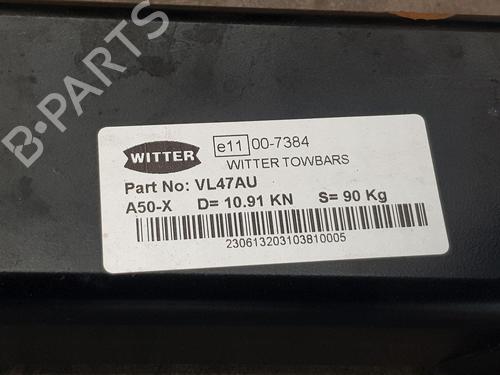 B-PARTS
WITTER
e11 00-7384
WITTER TOWBARS
Part No: VL47AU
A50-X D= 10.91 KN S= 90 Kg
230613203103810005